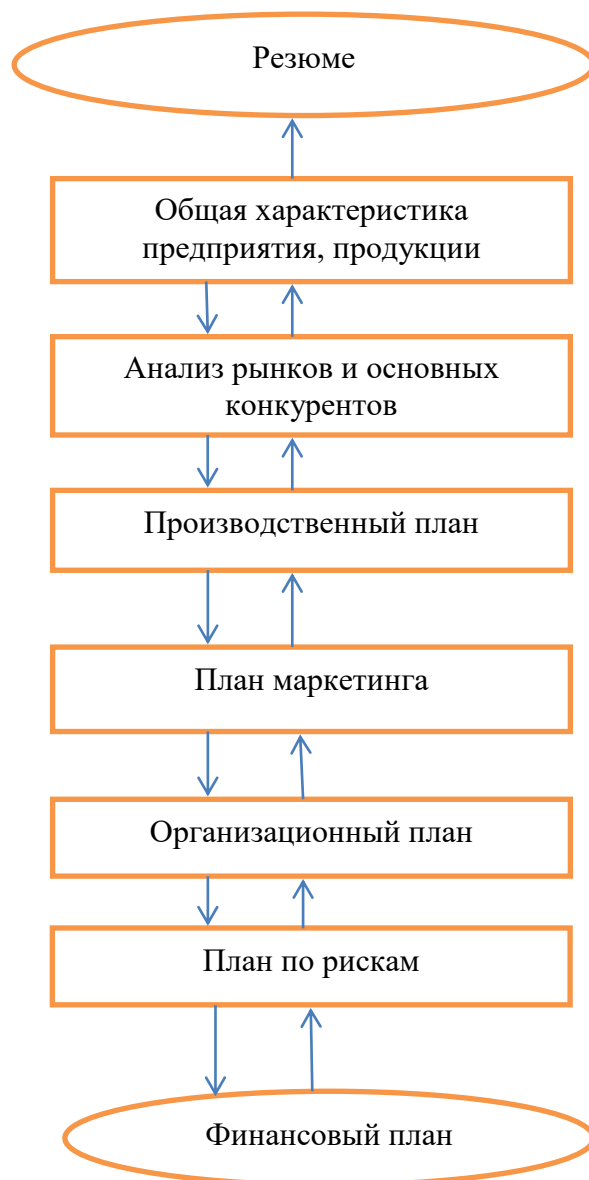 Резюме
Общая характеристика
предприятия, продукции
Анализ рынков и основных
конкурентов
Производственный план
План маркетинга
Организационный план
План по рискам
Финансовый план